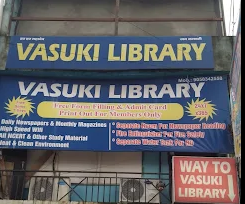 VASUKI LIBRARY
VASUKI LIBRARY
Free Form Filling & Admit Card
Print Out For Members Only
Daily Newspapers & Monthly Magazines
High Speed Wifi
All NCERT & Other Study Material
Neat & Clean Environment
* Separate Room For Newspaper Reading
* Fire Extinguisher For Fire Safety
* Separate Water Tank For RO
WAY TO
VASUKI
LIBRARY